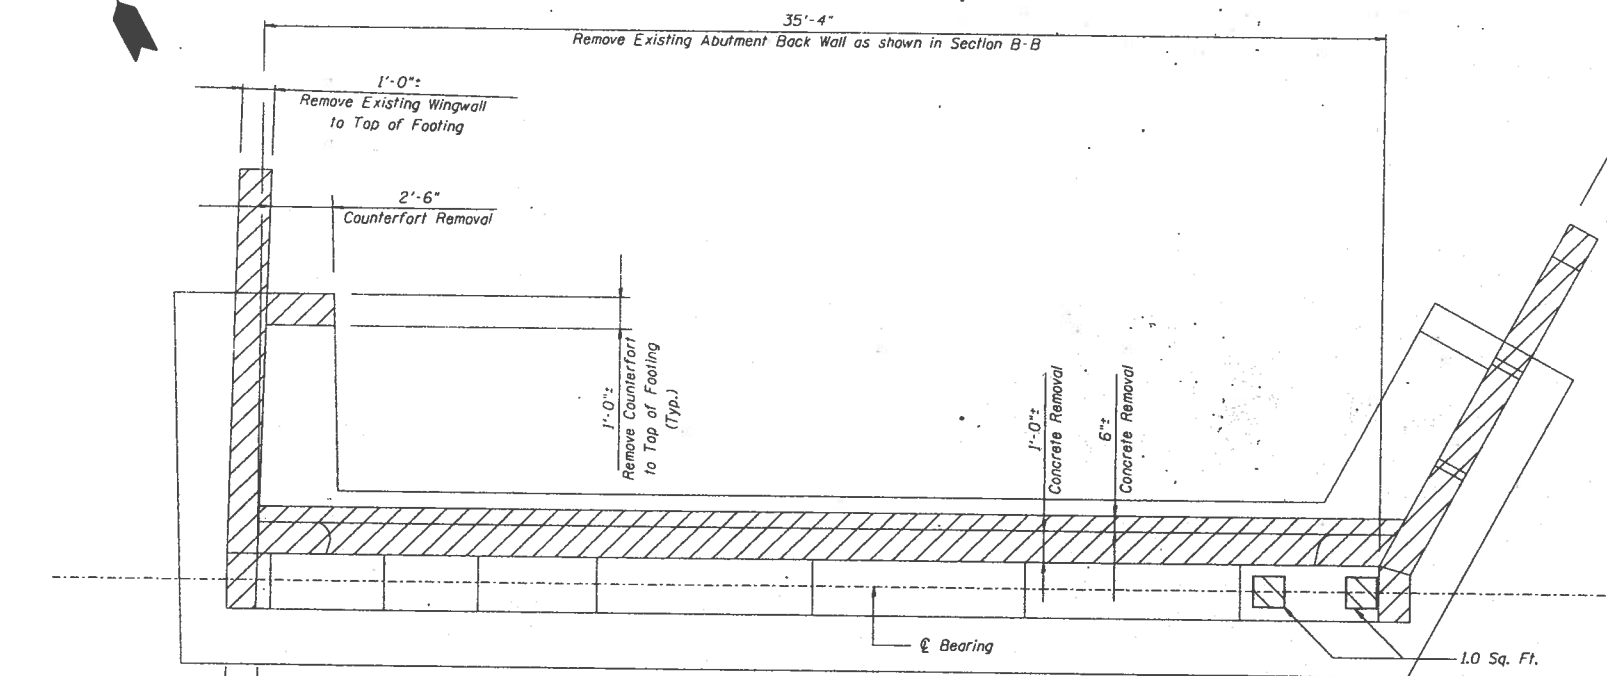 35'-4"
Remove Existing Abutment Back Wall as shown in Section B-B
1'-0"±
Remove Existing Wingwall
to Top of Footing
2'-6"
Counterfort Removal
1'-0"±
Remove Counterfort
to Top of Footing
(Typ.)
1'-0"±
Concrete Removal
6"±
Concrete Removal
℄ Bearing
1.0 Sq. Ft.